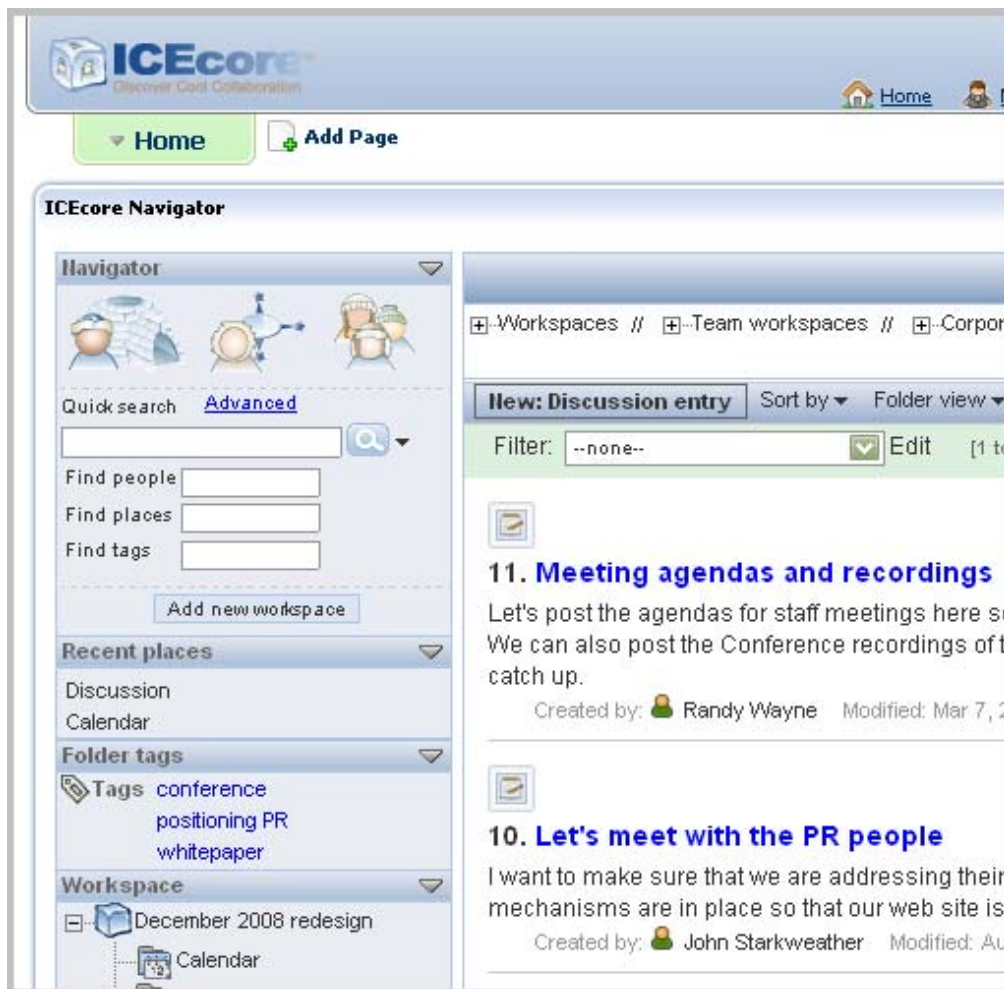 ICEcore
Discover Cool Collaboration
Home
Home
Add Page
ICEcore Navigator
Navigator
Quick search Advanced
Find people
Find places
Find tags
Add new workspace
Recent places
Discussion
Calendar
Folder tags
Tags conference
positioning PR
whitepaper
Workspace
December 2008 redesign
Calendar
Workspaces // Team workspaces // Corpor
New: Discussion entry Sort by Folder view
Filter: --none-- Edit [1 to
11. Meeting agendas and recordings
Let's post the agendas for staff meetings here
We can also post the Conference recordings of
catch up.
Created by: Randy Wayne Modified: Mar 7, 2
10. Let's meet with the PR people
I want to make sure that we are addressing their
mechanisms are in place so that our web site is
Created by: John Starkweather Modified: Au